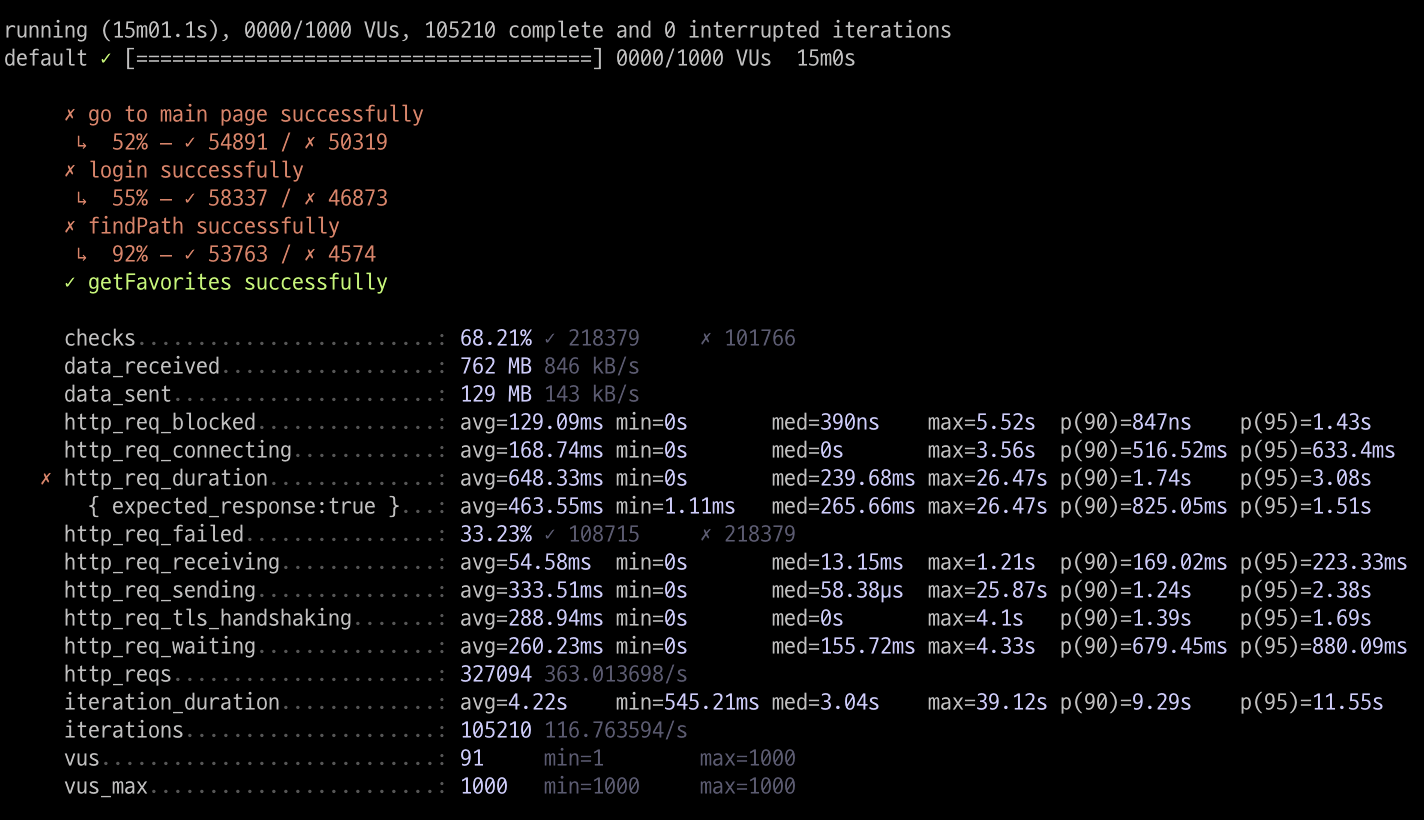 running (15m01.1s), 0000/1000 VUs, 105210 complete and 0 interrupted iterations
default ✓ [======================================] 0000/1000 VUs  15m0s
✗ go to main page successfully
↳  52% — ✓ 54891 / ✗ 50319
✗ login successfully
↳  55% — ✓ 58337 / ✗ 46873
✗ findPath successfully
↳  92% — ✓ 53763 / ✗ 4574
✓ getFavorites successfully
checks.........................: 68.21% ✓ 218379     ✗ 101766
data_received..................: 762 MB 846 kB/s
data_sent......................: 129 MB 143 kB/s
http_req_blocked...............: avg=129.09ms min=0s       med=390ns    max=5.52s  p(90)=847ns    p(95)=1.43s
http_req_connecting............: avg=168.74ms min=0s       med=0s       max=3.56s  p(90)=516.52ms p(95)=633.4ms
✗ http_req_duration..............: avg=648.33ms min=0s       med=239.68ms max=26.47s p(90)=1.74s    p(95)=3.08s
{ expected_response:true }...: avg=463.55ms min=1.11ms   med=265.66ms max=26.47s p(90)=825.05ms p(95)=1.51s
http_req_failed................: 33.23% ✓ 108715     ✗ 218379
http_req_receiving.............: avg=54.58ms  min=0s       med=13.15ms  max=1.21s  p(90)=169.02ms p(95)=223.33ms
http_req_sending...............: avg=333.51ms min=0s       med=58.38µs  max=25.87s p(90)=1.24s    p(95)=2.38s
http_req_tls_handshaking.......: avg=288.94ms min=0s       med=0s       max=4.1s   p(90)=1.39s    p(95)=1.69s
http_req_waiting...............: avg=260.23ms min=0s       med=155.72ms max=4.33s  p(90)=679.45ms p(95)=880.09ms
http_reqs......................: 327094 363.013698/s
iteration_duration.............: avg=4.22s    min=545.21ms med=3.04s    max=39.12s p(90)=9.29s    p(95)=11.55s
iterations.....................: 105210 116.763594/s
vus............................: 91     min=1        max=1000
vus_max........................: 1000   min=1000     max=1000